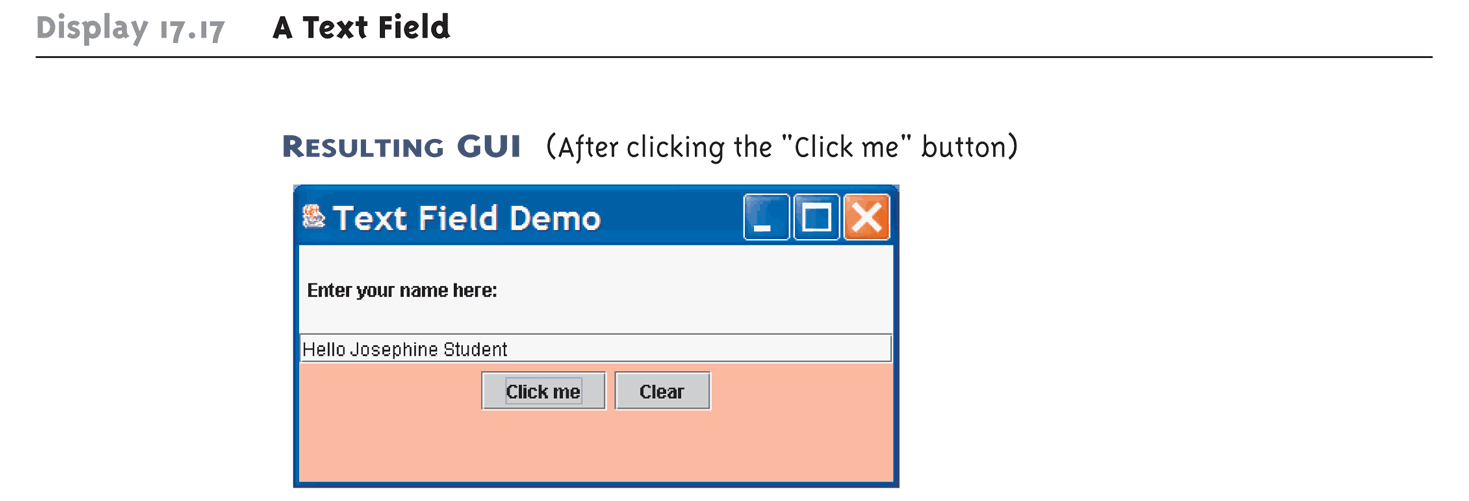 Display 17.17 A Text Field
RESULTING GUI (After clicking the "Click me" button)
Text Field Demo
Enter your name here:
Hello Josephine Student
Click me Clear